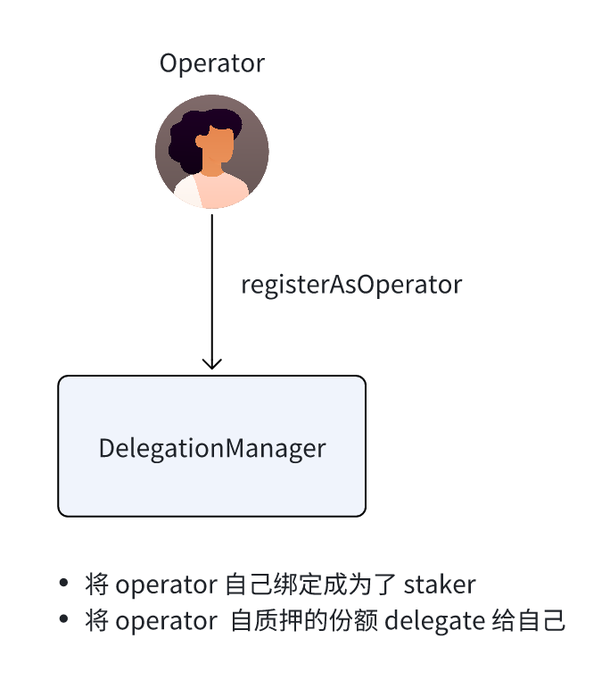 Operator
registerAsOperator
DelegationManager
• 将 operator 自己绑定成为了 staker
• 将 operator 自质押的份额 delegate 给自己